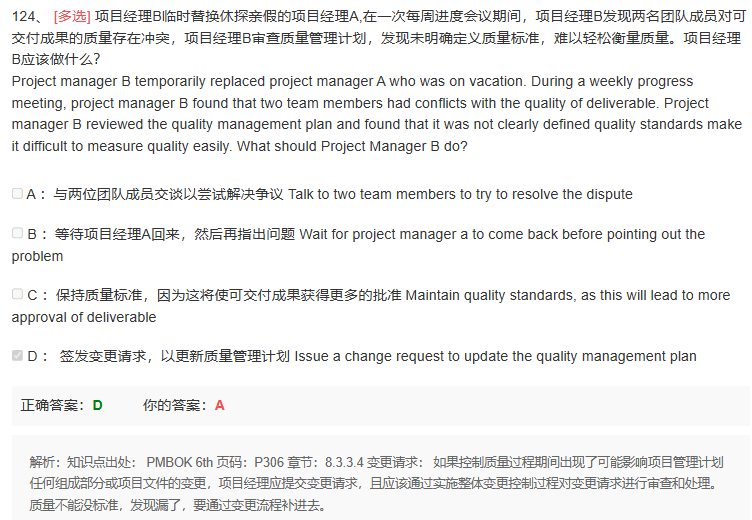 124、 [多选] 项目经理B临时替换休探亲假的项目经理A,在一次每周进度会议期间，项目经理B发现两名团队成员对可
交付成果的质量存在冲突，项目经理B审查质量管理计划，发现未明确定义质量标准，难以轻松衡量质量。项目经理
B应该做什么？
Project manager B temporarily replaced project manager A who was on vacation. During a weekly progress
meeting, project manager B found that two team members had conflicts with the quality of deliverable. Project
manager B reviewed the quality management plan and found that it was not clearly defined quality standards make
it difficult to measure quality easily. What should Project Manager B do?
A： 与两位团队成员交谈以尝试解决争议 Talk to two team members to try to resolve the dispute
B： 等待项目经理A回来，然后再指出问题 Wait for project manager a to come back before pointing out the
problem
C： 保持质量标准，因为这将使可交付成果获得更多的批准 Maintain quality standards, as this will lead to more
approval of deliverable
D： 签发变更请求，以更新质量管理计划 Issue a change request to update the quality management plan
正确答案：D 你的答案：A
解析：知识点出处： PMBOK 6th 页码：P306 章节：8.3.3.4 变更请求： 如果控制质量过程期间出现了可能影响项目管理计划
任何组成部分或项目文件的变更，项目经理应提交变更请求，且应该通过实施整体变更控制过程对变更请求进行审查和处理。
质量不能没标准，发现漏了，要通过变更流程补进去。